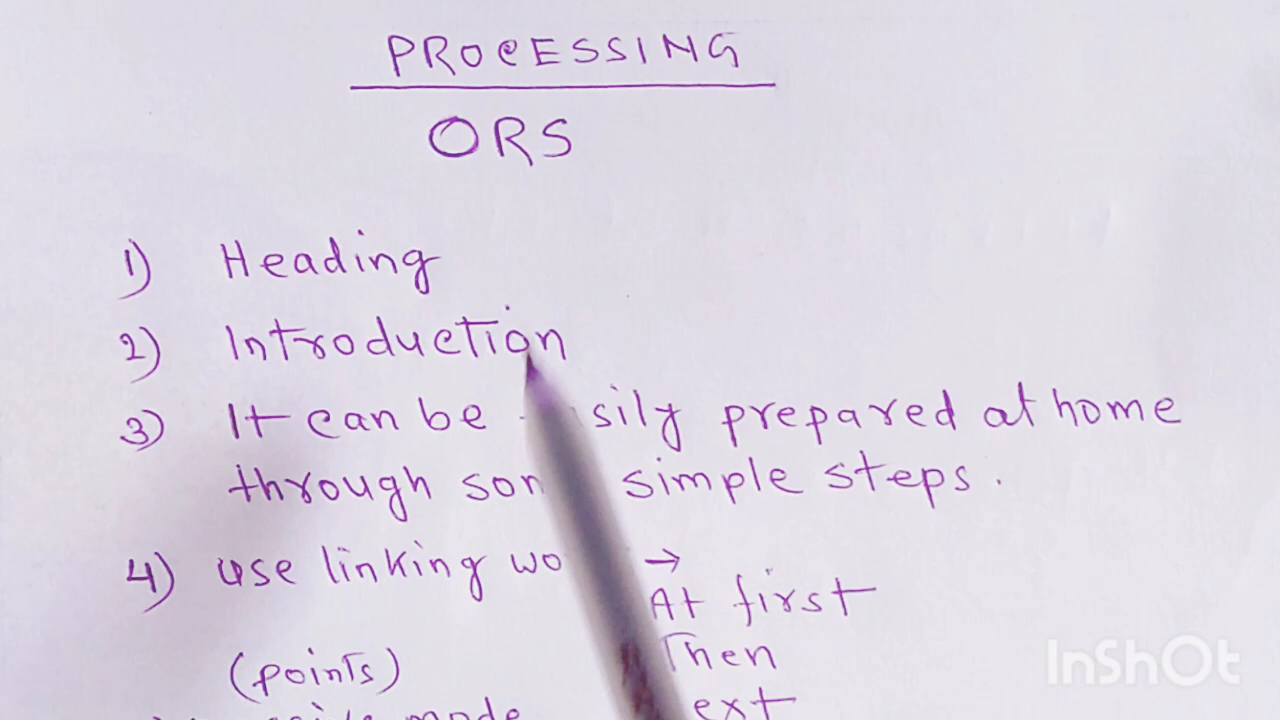 PROCESSING
ORS
1) Heading
2) Introduction
3) It can be prepared at home
through simple steps.
4) use linking →
At first
(points) Then
mode
InShOt